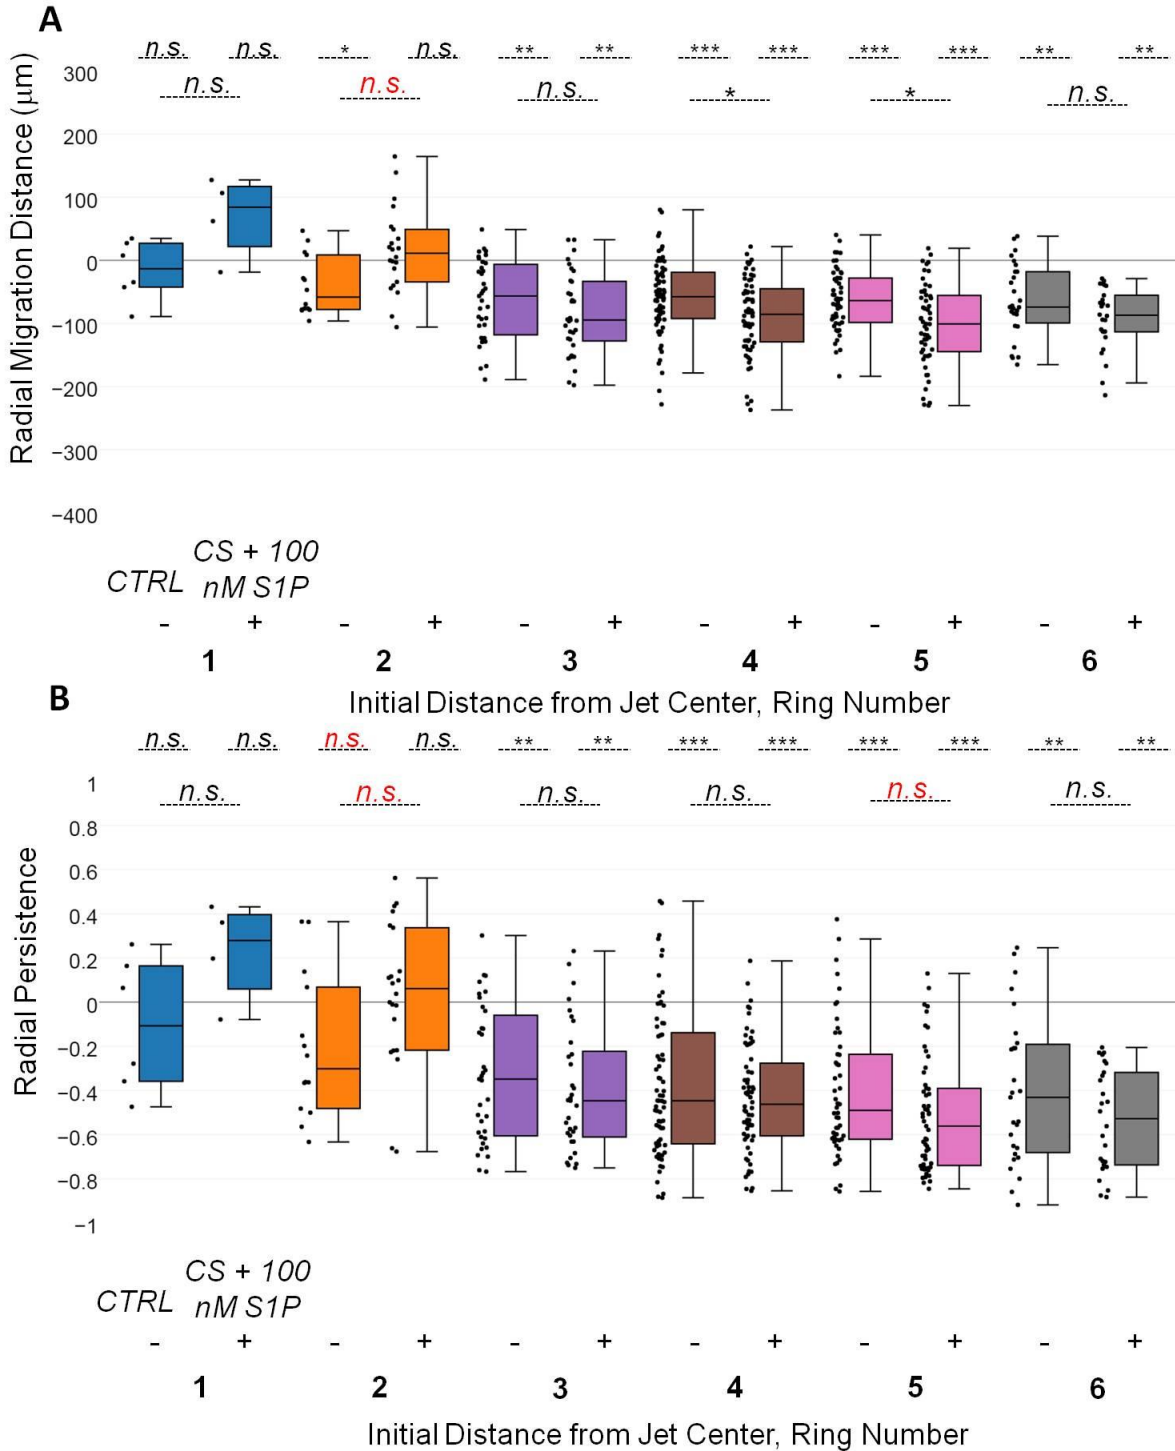 A
n.s. n.s. * n.s. ** ** *** *** *** *** ** **
n.s. n.s. n.s. * * n.s.
Radial Migration Distance (μm)
300
200
100
0
−100
−200
−300
−400
CS + 100
CTRL nM S1P
- + - + - + - + - + - +
1 2 3 4 5 6
Initial Distance from Jet Center, Ring Number
B
n.s. n.s. n.s. n.s. ** ** *** *** *** *** ** **
n.s. n.s. n.s. n.s. n.s. n.s.
Radial Persistence
1
0.8
0.6
0.4
0.2
0
−0.2
−0.4
−0.6
−0.8
−1
CS + 100
CTRL nM S1P
- + - + - + - + - + - +
1 2 3 4 5 6
Initial Distance from Jet Center, Ring Number